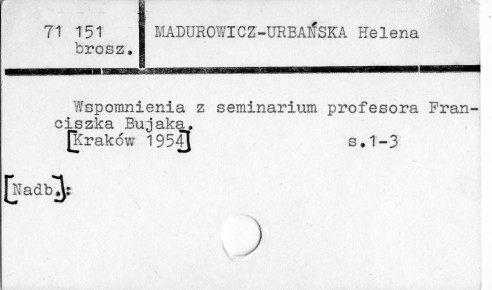 71 151
brosz.
MADUROWICZ-URBAŃSKA Helena
Wspomnienia z seminarium profesora Fran-
ciszka Bujaka.
[Kraków 1954] s.1-3
[Nadb.]: